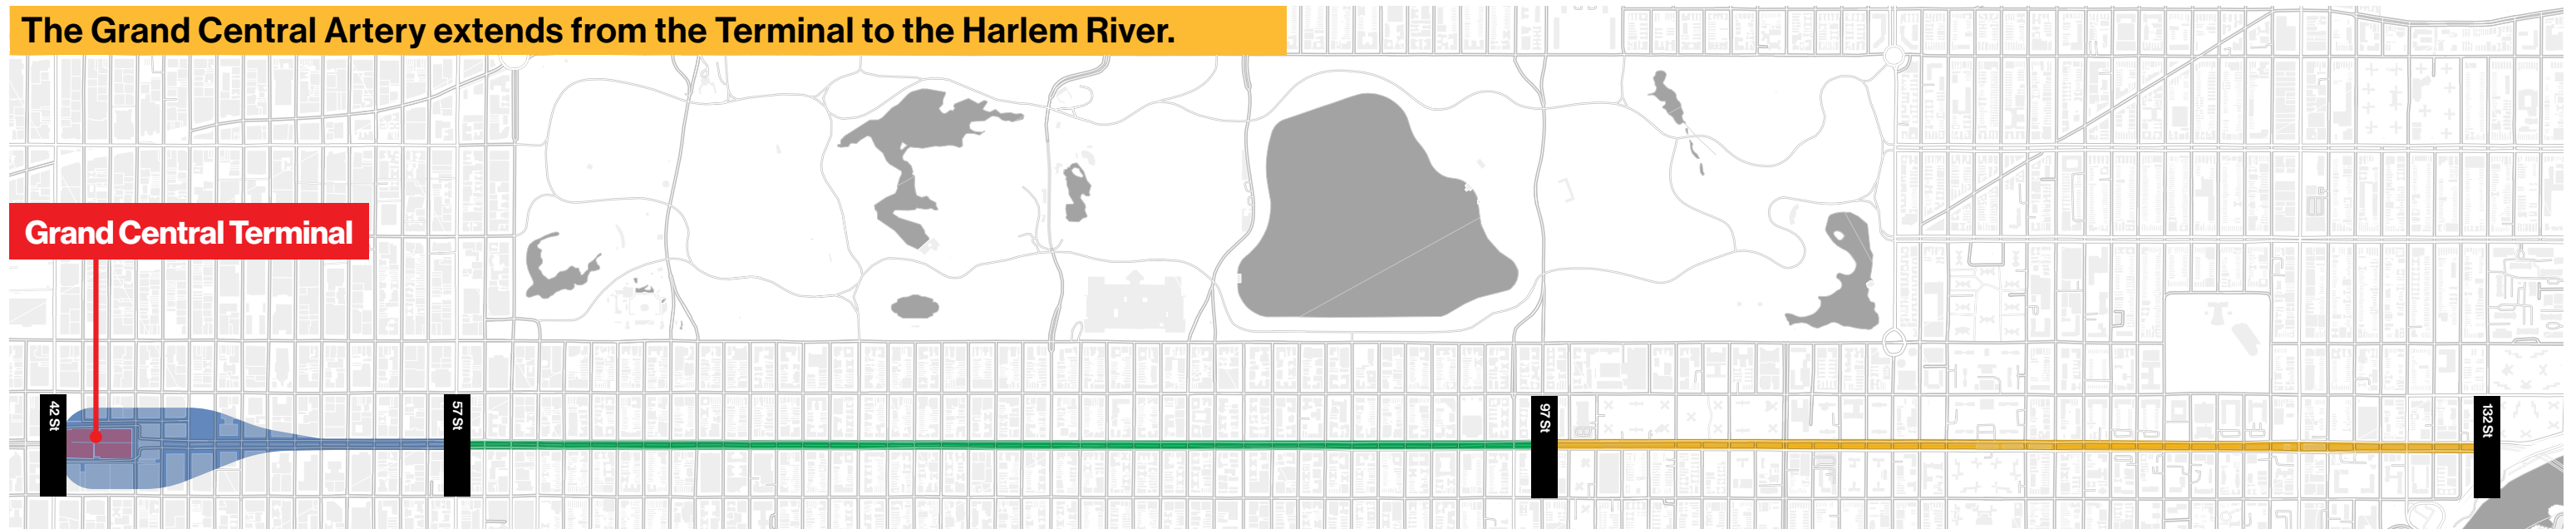 The Grand Central Artery extends from the Terminal to the Harlem River.
Grand Central Terminal
42 St
57 St
97 St
132 St